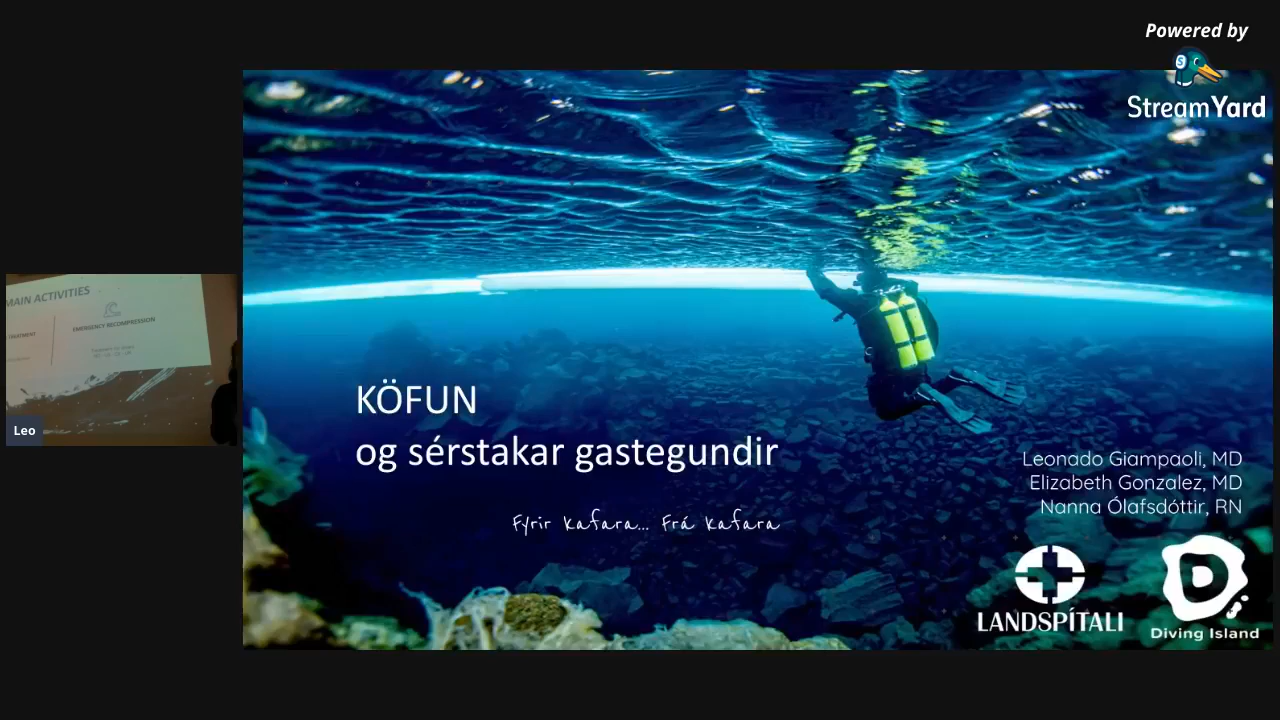 Powered by
StreamYard
MAIN ACTIVITIES
TREATMENT
EMERGENCY RECOMPRESSION
Leo
KÖFUN
og sérstakar gastegundir
Fyrir Kafara... Frá Kafara
Leonado Giampaoli, MD
Elizabeth Gonzalez, MD
Nanna Ólafsdóttir, RN
LANDSPÍTALI
Diving Island